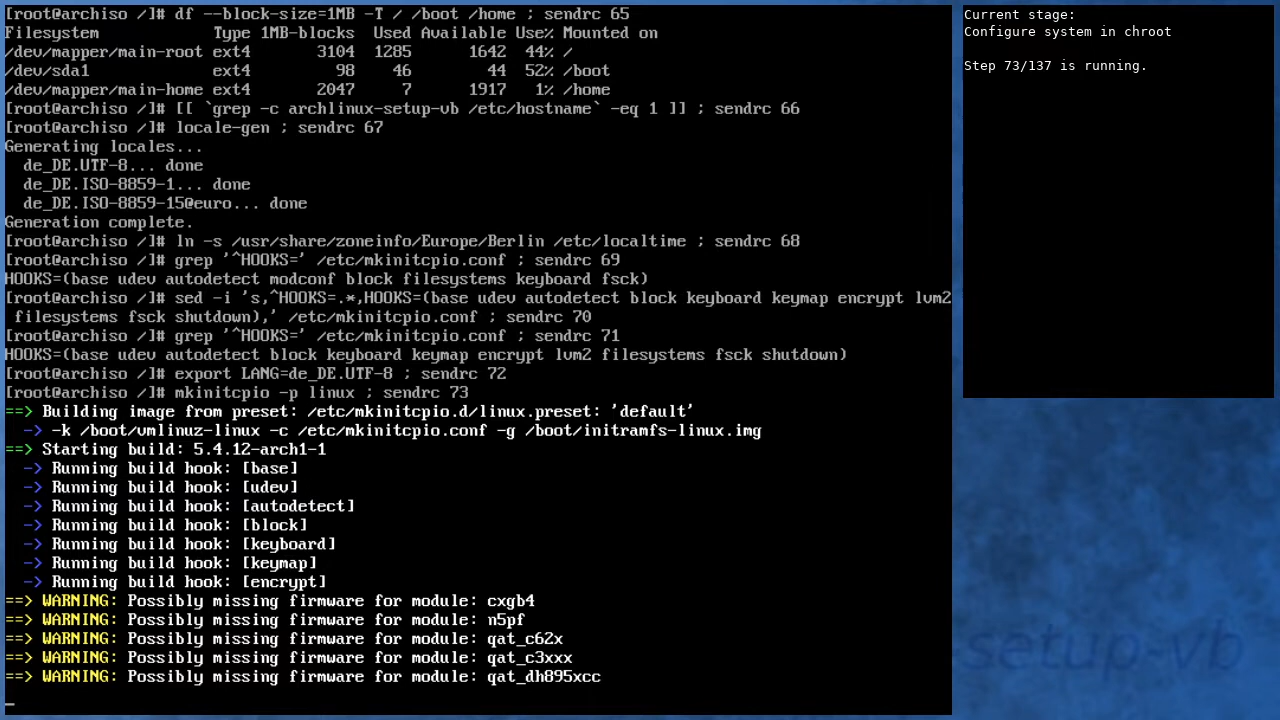 [root@archiso /]# df --block-size=1MB -T / /boot /home ; sendrc 65
Filesystem            Type 1MB-blocks  Used Available Use% Mounted on
/dev/mapper/main-root ext4       3104  1285      1642  44% /
/dev/sda1             ext4         98    46        44  52% /boot
/dev/mapper/main-home ext4       2047     7      1917   1% /home
[root@archiso /]# [[ `grep -c archlinux-setup-vb /etc/hostname` -eq 1 ]] ; sendrc 66
[root@archiso /]# locale-gen ; sendrc 67
Generating locales...
  de_DE.UTF-8... done
  de_DE.ISO-8859-1... done
  de_DE.ISO-8859-15@euro... done
Generation complete.
[root@archiso /]# ln -s /usr/share/zoneinfo/Europe/Berlin /etc/localtime ; sendrc 68
[root@archiso /]# grep '^HOOKS=' /etc/mkinitcpio.conf ; sendrc 69
HOOKS=(base udev autodetect modconf block filesystems keyboard fsck)
[root@archiso /]# sed -i 's,^HOOKS=.*,HOOKS=(base udev autodetect block keyboard keymap encrypt lvm2
 filesystems fsck shutdown),' /etc/mkinitcpio.conf ; sendrc 70
[root@archiso /]# grep '^HOOKS=' /etc/mkinitcpio.conf ; sendrc 71
HOOKS=(base udev autodetect block keyboard keymap encrypt lvm2 filesystems fsck shutdown)
[root@archiso /]# export LANG=de_DE.UTF-8 ; sendrc 72
[root@archiso /]# mkinitcpio -p linux ; sendrc 73
==> Building image from preset: /etc/mkinitcpio.d/linux.preset: 'default'
  -> -k /boot/vmlinuz-linux -c /etc/mkinitcpio.conf -g /boot/initramfs-linux.img
==> Starting build: 5.4.12-arch1-1
  -> Running build hook: [base]
  -> Running build hook: [udev]
  -> Running build hook: [autodetect]
  -> Running build hook: [block]
  -> Running build hook: [keyboard]
  -> Running build hook: [keymap]
  -> Running build hook: [encrypt]
==> WARNING: Possibly missing firmware for module: cxgb4
==> WARNING: Possibly missing firmware for module: n5pf
==> WARNING: Possibly missing firmware for module: qat_c62x
==> WARNING: Possibly missing firmware for module: qat_c3xxx
==> WARNING: Possibly missing firmware for module: qat_dh895xcc
Current stage:
Configure system in chroot
Step 73/137 is running.
setup-vb